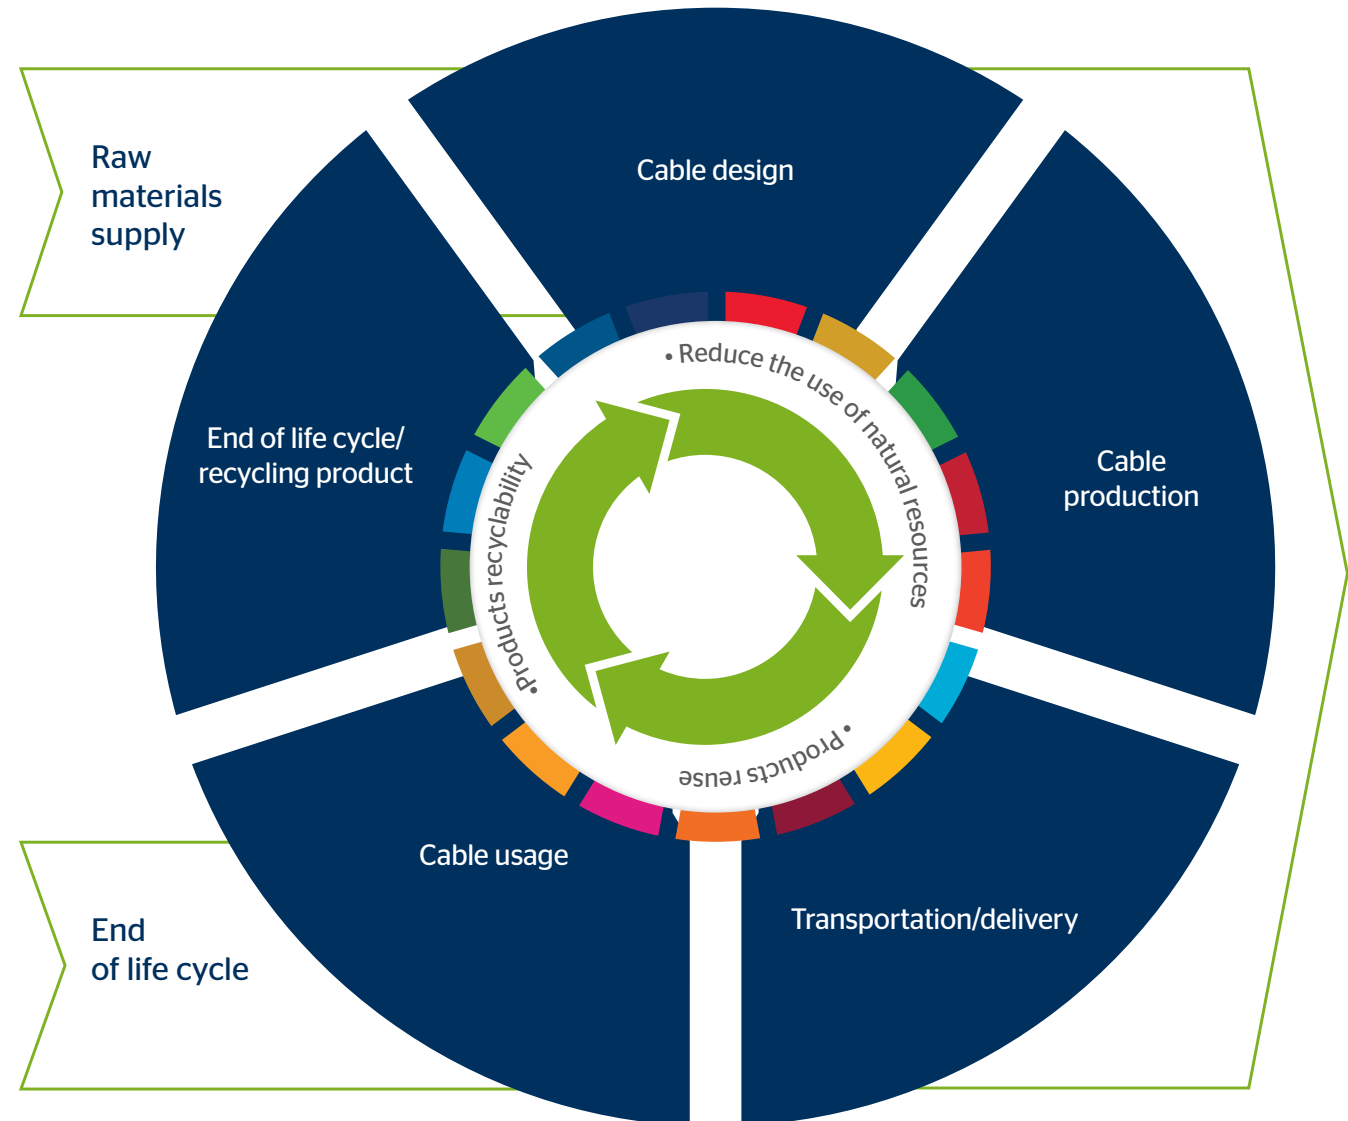 Raw
materials
supply
Cable design
Cable
production
Transportation/delivery
Cable usage
End of life cycle/
recycling product
End
of life cycle
• Reduce the use of natural resources
• Products reuse
•Products recyclability